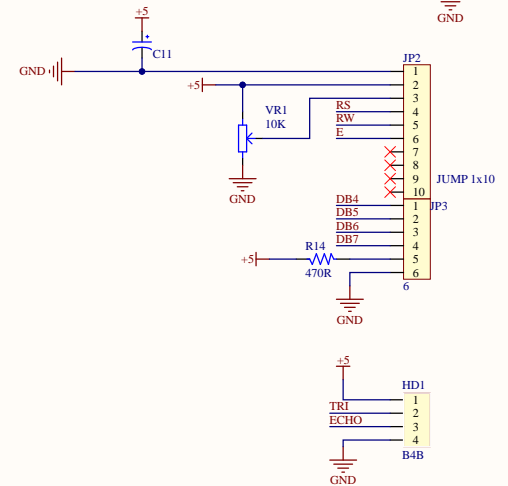 +5
GND
C11
GND
JP2
1
+5
2
VR1
3
10K
RS
4
RW
5
E
6
7
8
9
JUMP 1x10
10
GND
DB4
1
JP3
DB5
2
DB6
3
DB7
4
R14
+5
5
470R
6
6
GND
+5
HD1
1
TRI
2
ECHO
3
4
B4B
GND